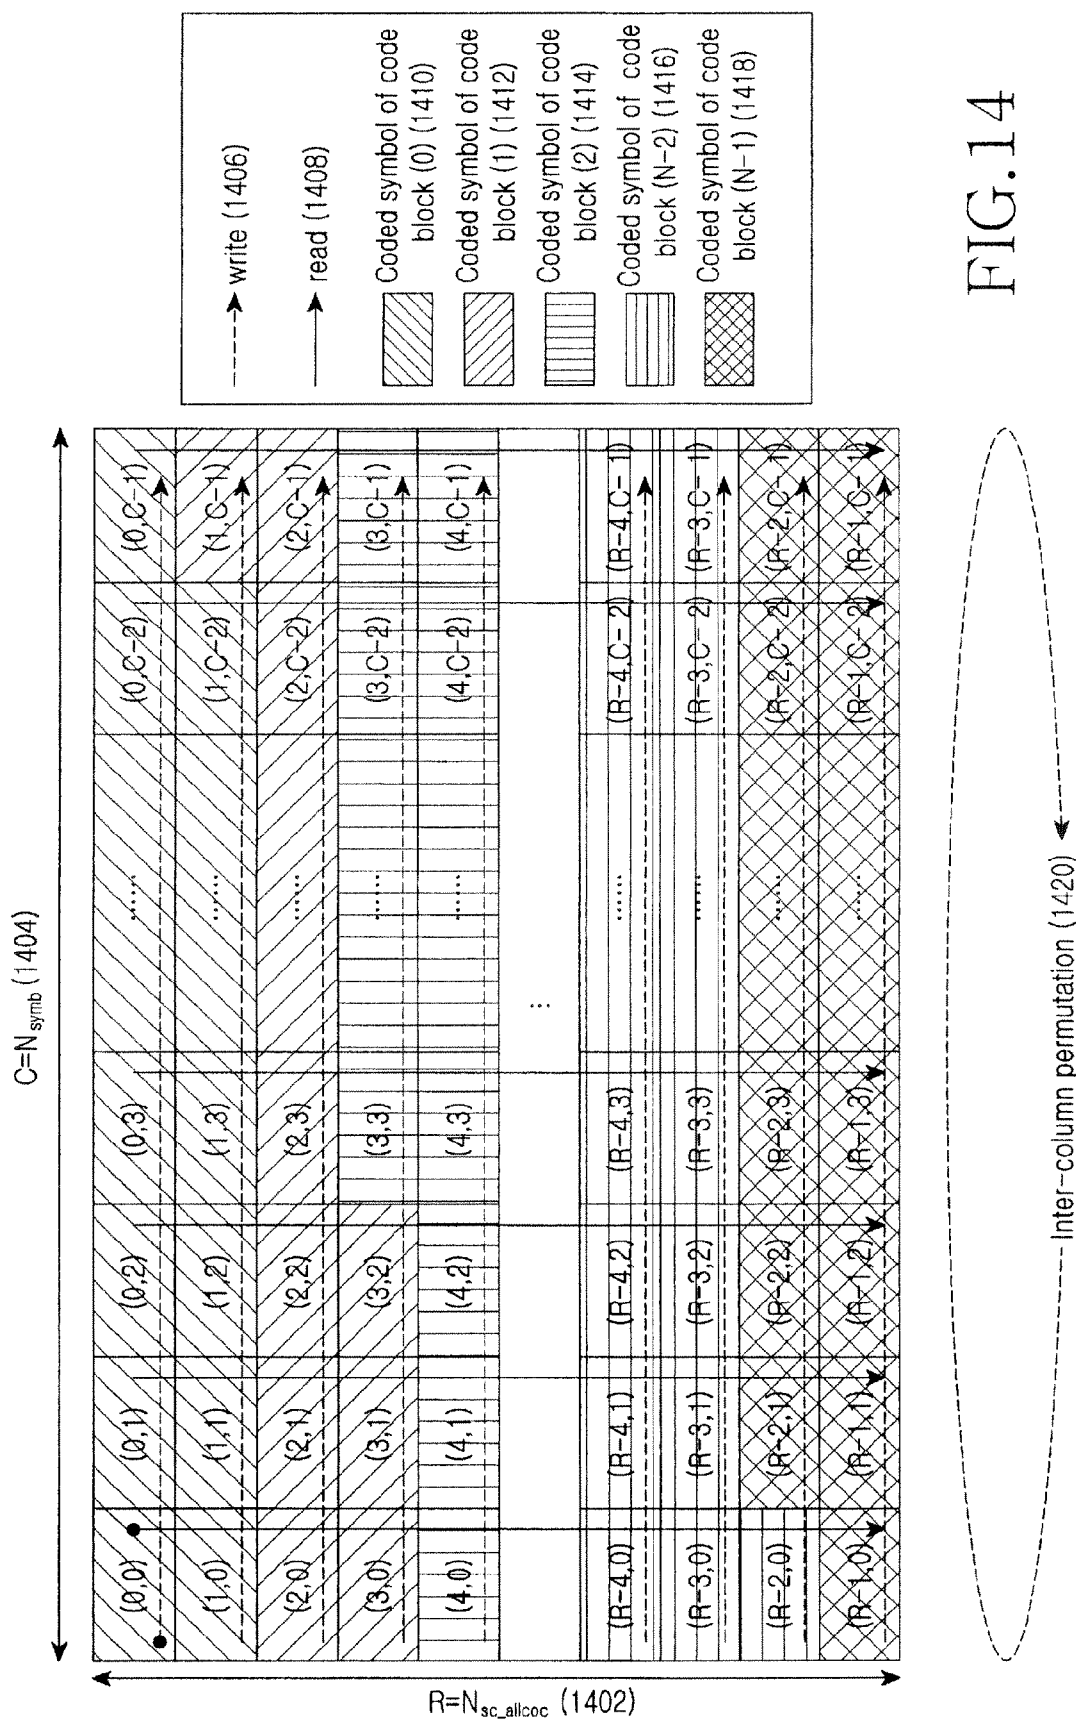 C=N_symb (1404)
R=N_sc_allcoc (1402)
(0,0) (0,1) (0,2) (0,3) ...... (0,C-2) (0,C-1)
(1,0) (1,1) (1,2) (1,3) ...... (1,C-2) (1,C-1)
(2,0) (2,1) (2,2) (2,3) ...... (2,C-2) (2,C-1)
(3,0) (3,1) (3,2) (3,3) ...... (3,C-2) (3,C-1)
(4,0) (4,1) (4,2) (4,3) ...... (4,C-2) (4,C-1)
...
(R-4,0) (R-4,1) (R-4,2) (R-4,3) ...... (R-4,C-2) (R-4,C-1)
(R-3,0) (R-3,1) (R-3,2) (R-3,3) ...... (R-3,C-2) (R-3,C-1)
(R-2,0) (R-2,1) (R-2,2) (R-2,3) ...... (R-2,C-2) (R-2,C-1)
(R-1,0) (R-1,1) (R-1,2) (R-1,3) ...... (R-1,C-2) (R-1,C-1)
Inter-column permutation (1420)
write (1406)
read (1408)
Coded symbol of code
block (0) (1410)
Coded symbol of code
block (1) (1412)
Coded symbol of code
block (2) (1414)
Coded symbol of code
block (N-2) (1416)
Coded symbol of code
block (N-1) (1418)
FIG.14